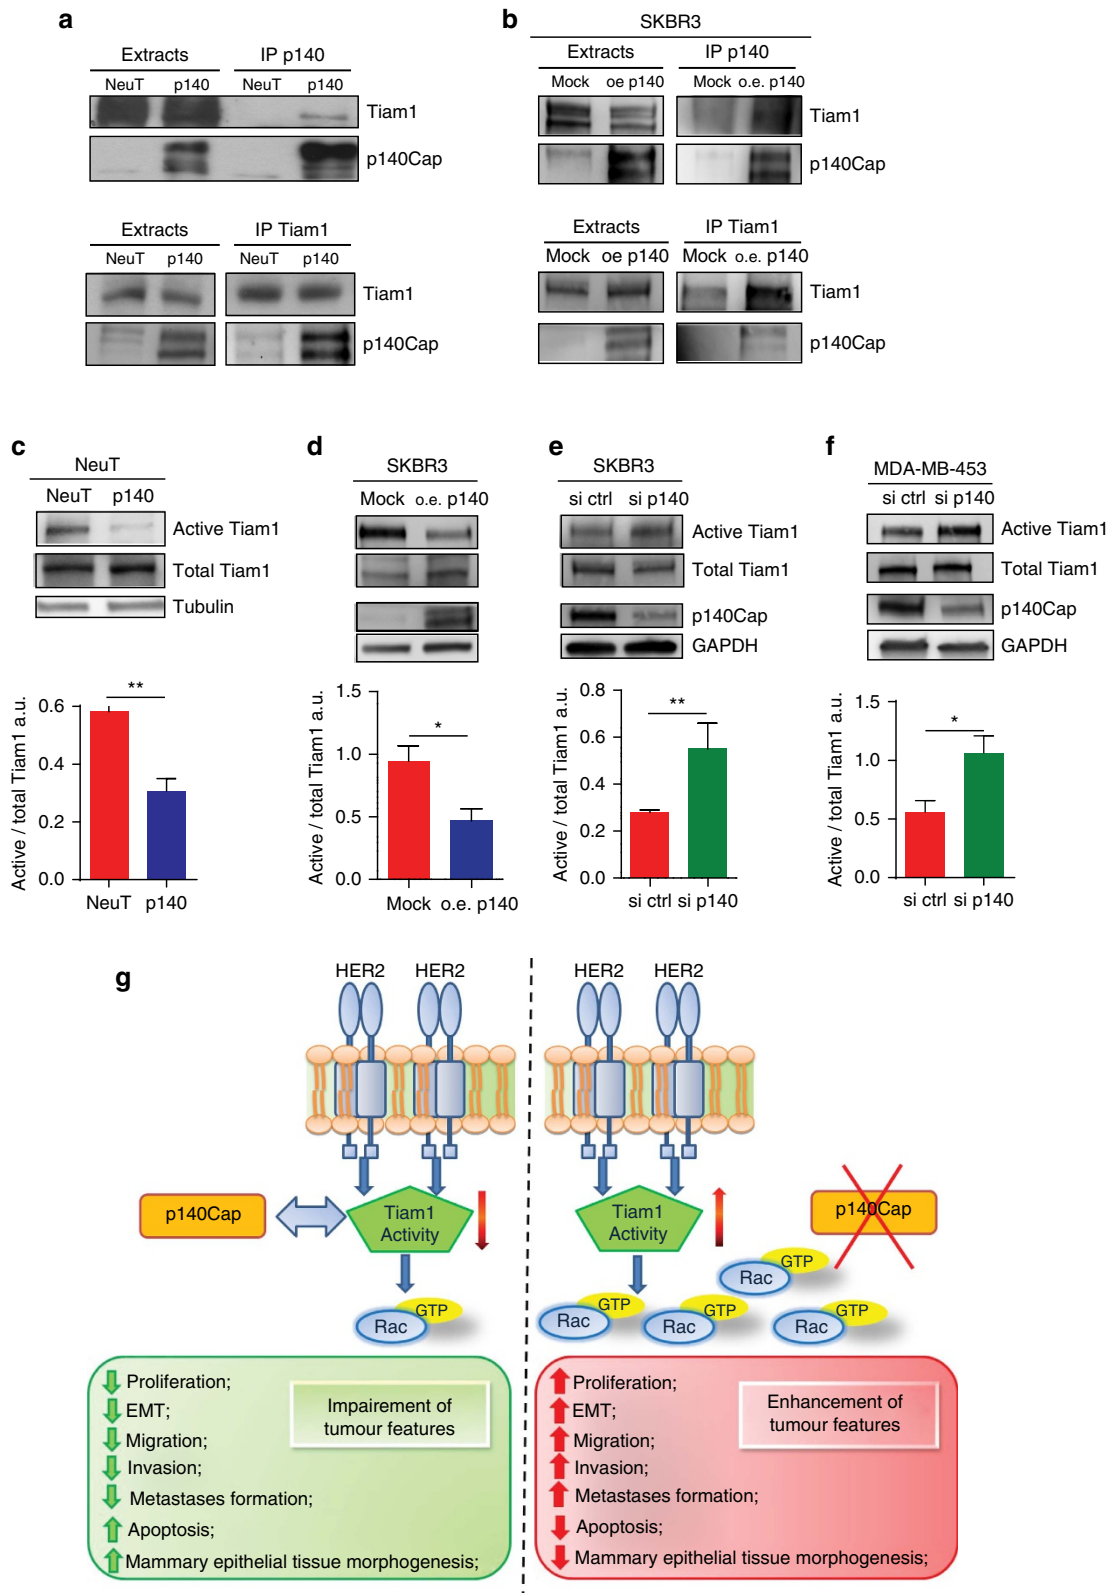 a
Extracts IP p140
NeuT p140 NeuT p140
Tiam1
p140Cap
Extracts IP Tiam1
NeuT p140 NeuT p140
Tiam1
p140Cap
b
SKBR3
Extracts IP p140
Mock oe p140 Mock o.e. p140
Tiam1
p140Cap
Extracts IP Tiam1
Mock oe p140 Mock o.e. p140
Tiam1
p140Cap
c
NeuT
NeuT p140
Active Tiam1
Total Tiam1
Tubulin
**
Active / total Tiam1 a.u.
0.6
0.4
0.2
0.0
NeuT p140
d
SKBR3
Mock o.e. p140
*
Active / total Tiam1 a.u.
1.5
1.0
0.5
0.0
Mock o.e. p140
e
SKBR3
si ctrl si p140
Active Tiam1
Total Tiam1
p140Cap
GAPDH
**
Active / total Tiam1 a.u.
0.8
0.6
0.4
0.2
0.0
si ctrl si p140
f
MDA-MB-453
si ctrl si p140
Active Tiam1
Total Tiam1
p140Cap
GAPDH
*
Active / total Tiam1 a.u.
1.5
1.0
0.5
0.0
si ctrl si p140
g
HER2 HER2
p140Cap
Tiam1
Activity
GTP
Rac
Impairement of
tumour features
Proliferation;
EMT;
Migration;
Invasion;
Metastases formation;
Apoptosis;
Mammary epithelial tissue morphogenesis;
HER2 HER2
Tiam1
Activity
p140Cap
GTP
Rac
GTP
Rac
GTP
Rac
GTP
Rac
Enhancement of
tumour features
Proliferation;
EMT;
Migration;
Invasion;
Metastases formation;
Apoptosis;
Mammary epithelial tissue morphogenesis;